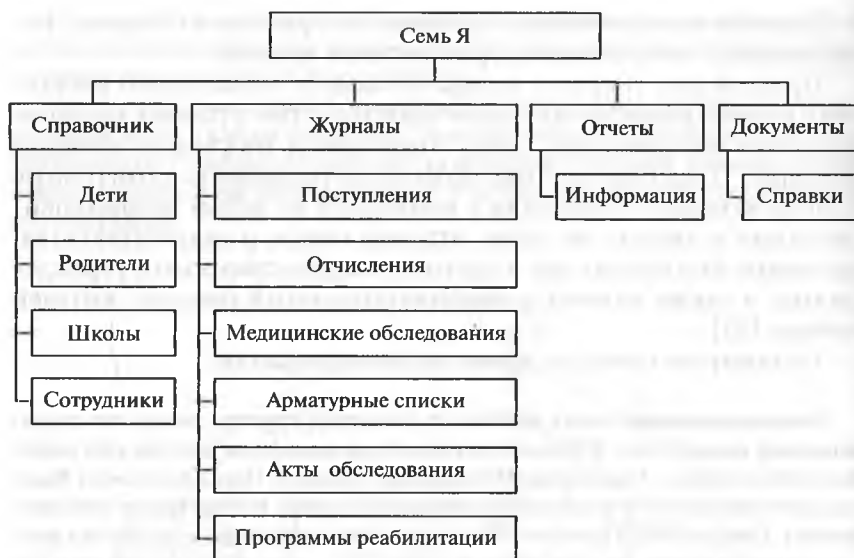 Семь Я
Справочник
Журналы
Отчеты
Документы
Дети
Поступления
Информация
Справки
Родители
Отчисления
Школы
Медицинские обследования
Сотрудники
Арматурные списки
Акты обследования
Программы реабилитации